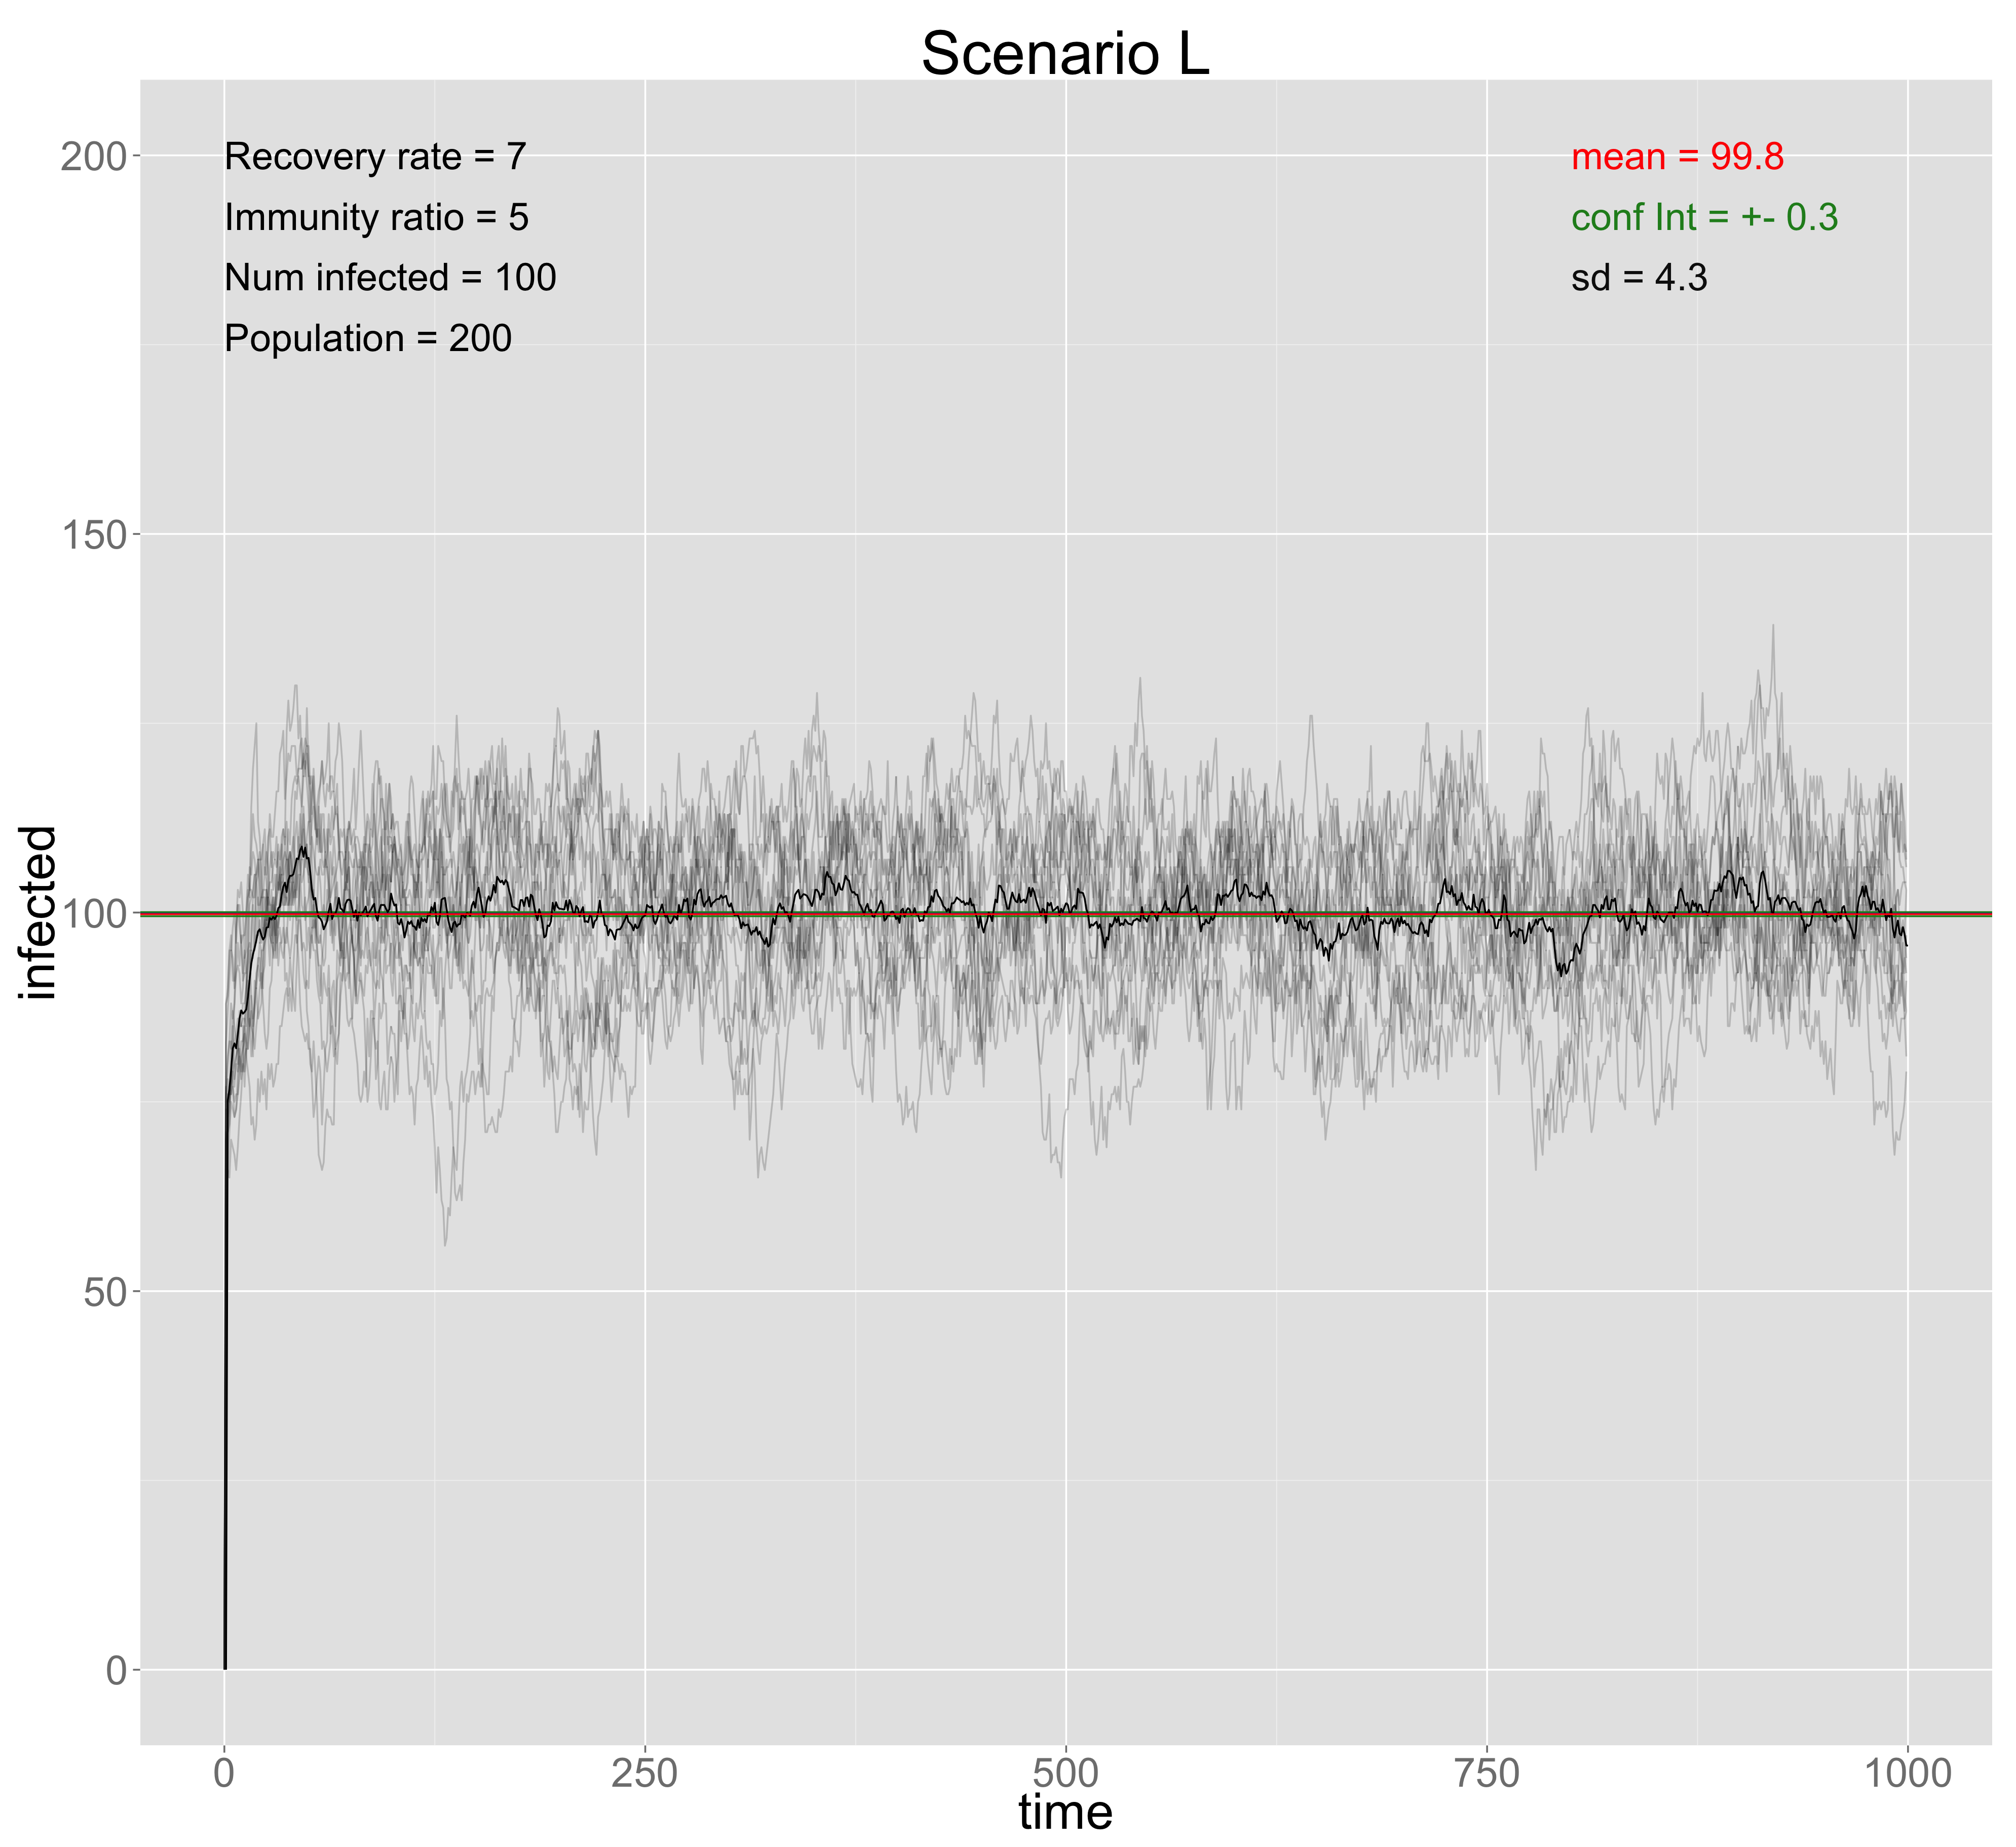 Scenario L
Recovery rate = 7
Immunity ratio = 5
Num infected = 100
Population = 200
mean = 99.8
conf Int = +- 0.3
sd = 4.3
infected
200
150
100
50
0
0 250 500 750 1000
time